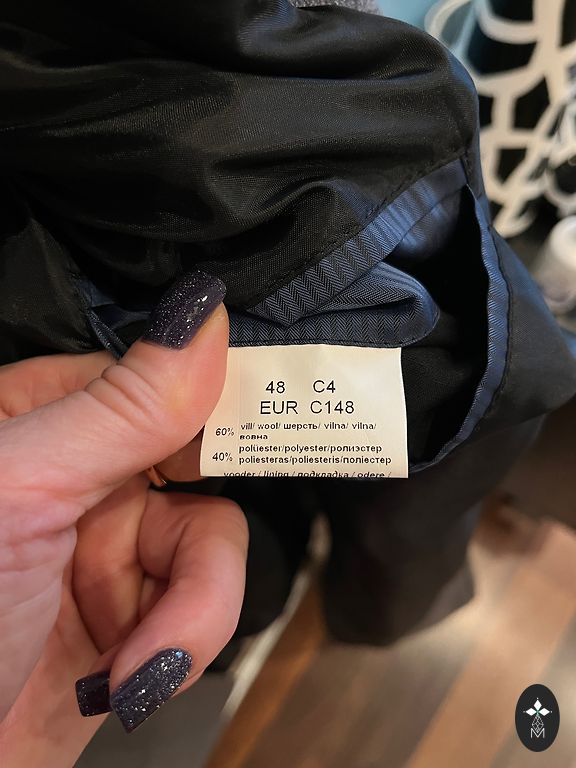 48 C4
EUR C148
60% vill/ wool/ шерсть/ vilna/ vilna/
вовна
polüester/polyester/полиэстер
40% poliesteras/poliesteris/поліестер
vooder / lining / подкладка / odere /
M